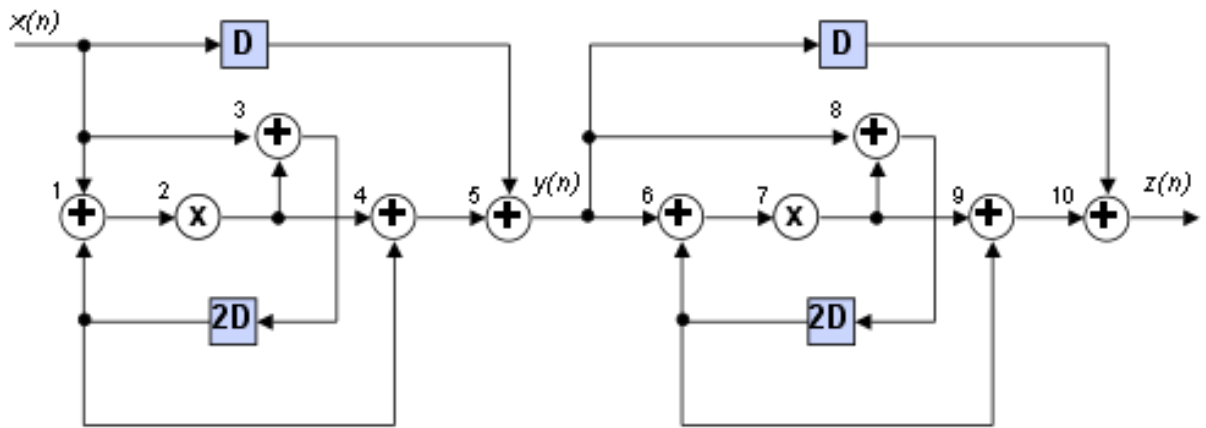 x(n)
D
D
3
8
1
2
4
5
y(n)
6
7
9
10
z(n)
+
+
+
x
+
+
+
x
+
+
2D
2D